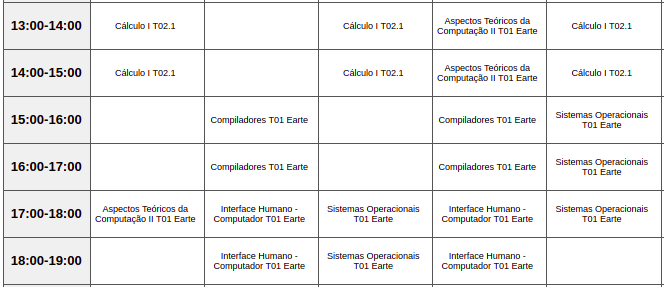 13:00-14:00
Cálculo I T02.1
Cálculo I T02.1
Aspectos Teóricos da
Computação II T01 Earte
Cálculo I T02.1
14:00-15:00
Cálculo I T02.1
Cálculo I T02.1
Aspectos Teóricos da
Computação II T01 Earte
Cálculo I T02.1
15:00-16:00
Compiladores T01 Earte
Compiladores T01 Earte
Sistemas Operacionais
T01 Earte
16:00-17:00
Compiladores T01 Earte
Compiladores T01 Earte
Sistemas Operacionais
T01 Earte
17:00-18:00
Aspectos Teóricos da
Computação II T01 Earte
Interface Humano -
Computador T01 Earte
Sistemas Operacionais
T01 Earte
Interface Humano -
Computador T01 Earte
Sistemas Operacionais
T01 Earte
18:00-19:00
Interface Humano -
Computador T01 Earte
Sistemas Operacionais
T01 Earte
Interface Humano -
Computador T01 Earte